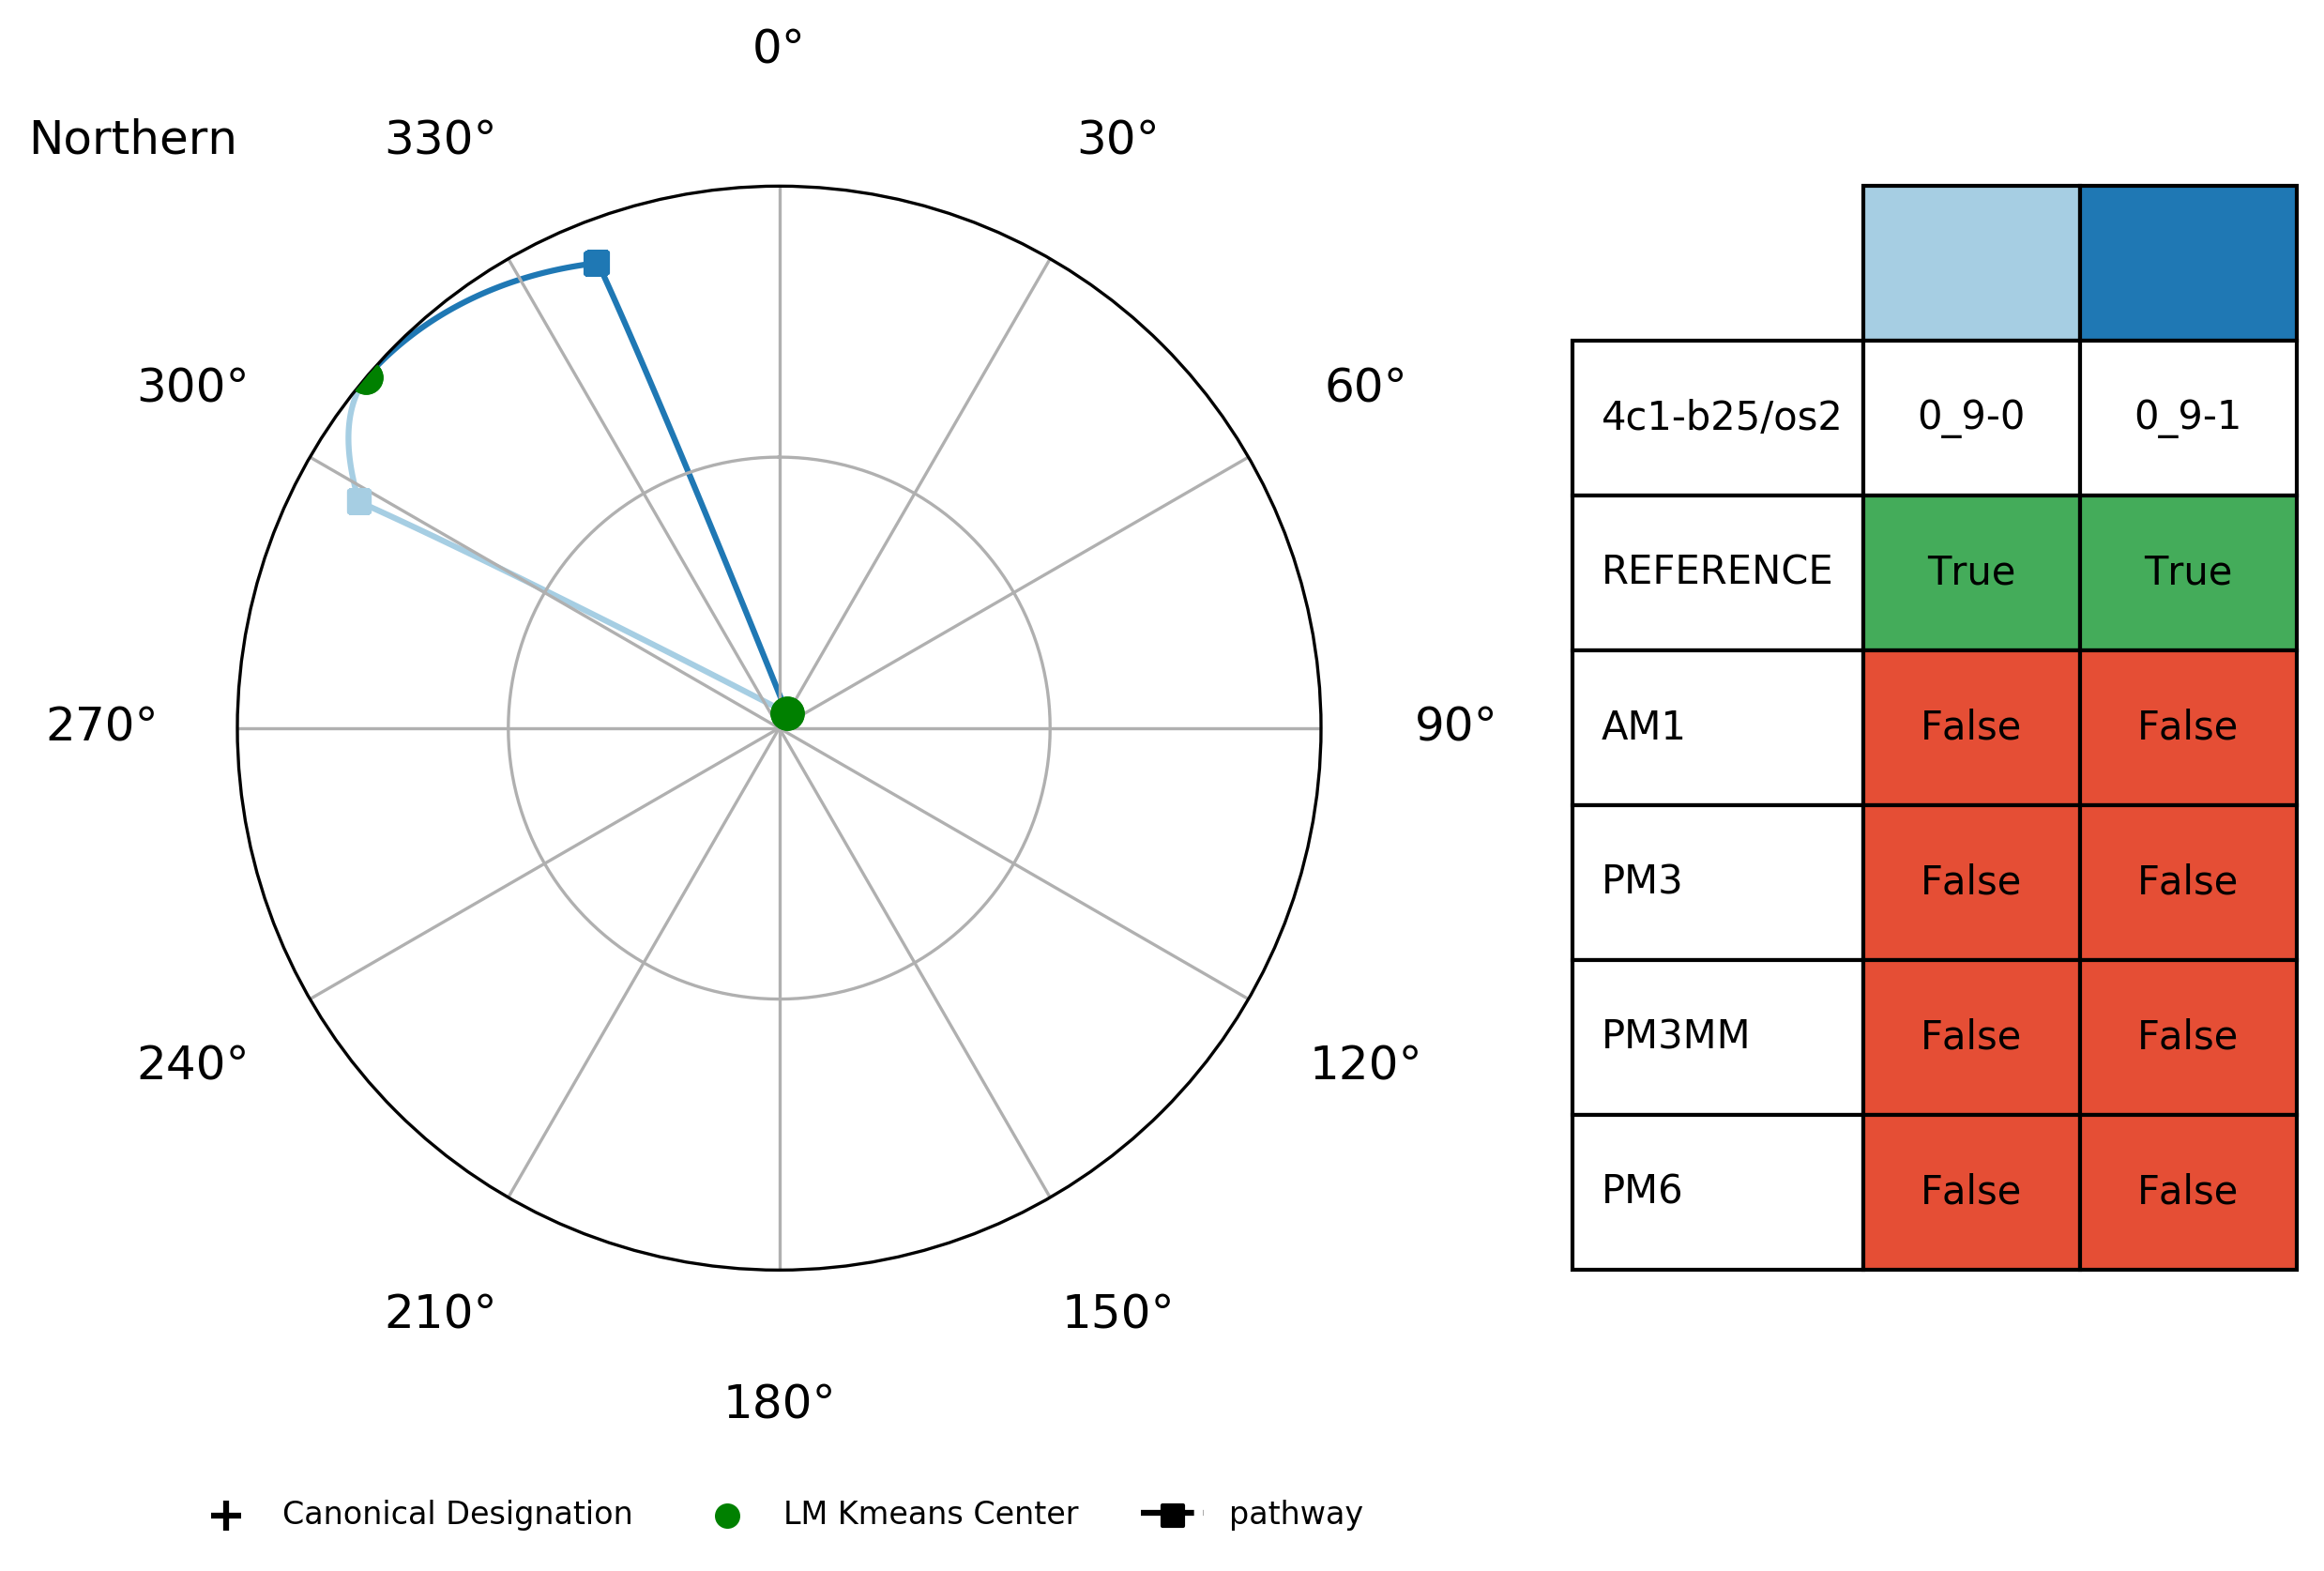 0°
Northern
330°
30°
300°
60°
270°
90°
240°
120°
210°
150°
180°
4c1-b25/os2 0_9-0 0_9-1
REFERENCE True True
AM1 False False
PM3 False False
PM3MM False False
PM6 False False
Canonical Designation
LM Kmeans Center
pathway